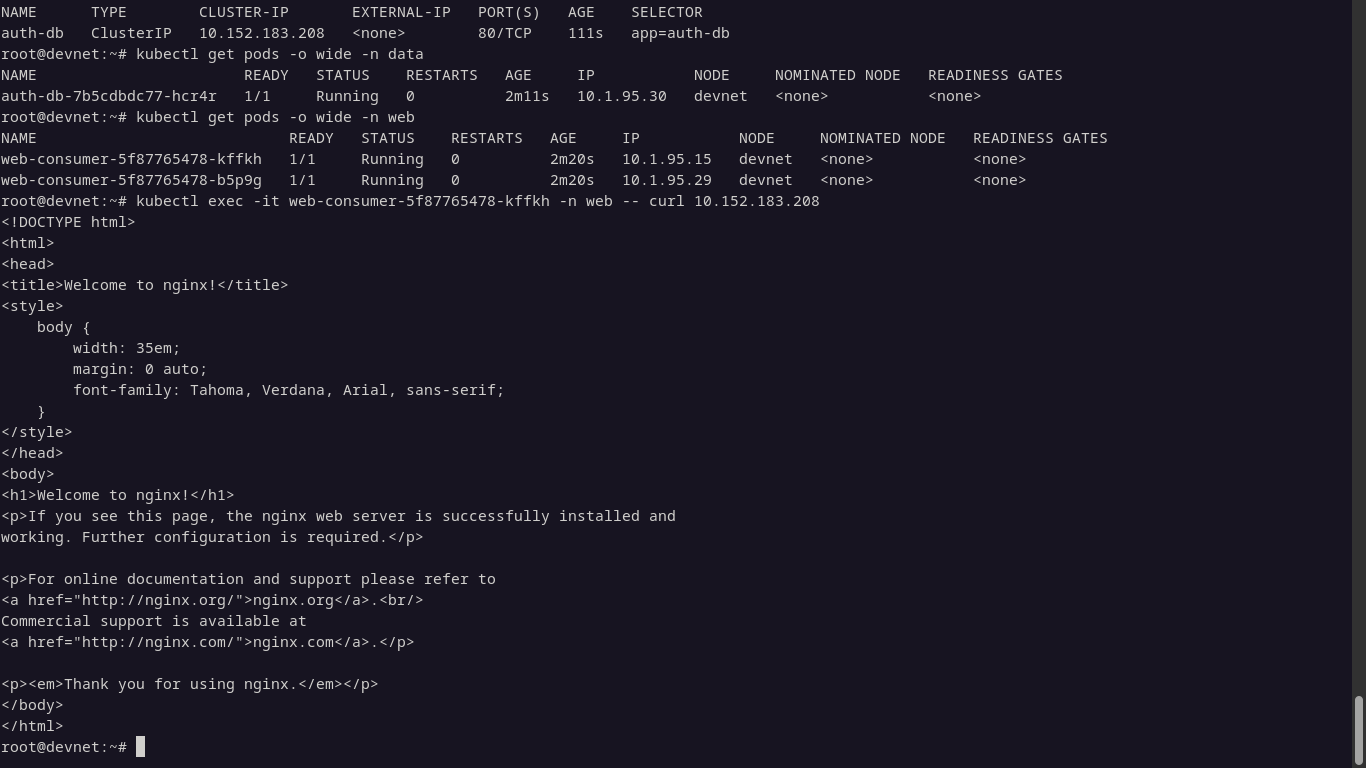 NAME      TYPE        CLUSTER-IP       EXTERNAL-IP   PORT(S)   AGE    SELECTOR
auth-db   ClusterIP   10.152.183.208   <none>        80/TCP    111s   app=auth-db
root@devnet:~# kubectl get pods -o wide -n data
NAME                       READY   STATUS    RESTARTS   AGE     IP           NODE     NOMINATED NODE   READINESS GATES
auth-db-7b5cdbdc77-hcr4r   1/1     Running   0          2m11s   10.1.95.30   devnet   <none>           <none>
root@devnet:~# kubectl get pods -o wide -n web
NAME                            READY   STATUS    RESTARTS   AGE     IP           NODE     NOMINATED NODE   READINESS GATES
web-consumer-5f87765478-kffkh   1/1     Running   0          2m20s   10.1.95.15   devnet   <none>           <none>
web-consumer-5f87765478-b5p9g   1/1     Running   0          2m20s   10.1.95.29   devnet   <none>           <none>
root@devnet:~# kubectl exec -it web-consumer-5f87765478-kffkh -n web -- curl 10.152.183.208
<!DOCTYPE html>
<html>
<head>
<title>Welcome to nginx!</title>
<style>
    body {
        width: 35em;
        margin: 0 auto;
        font-family: Tahoma, Verdana, Arial, sans-serif;
    }
</style>
</head>
<body>
<h1>Welcome to nginx!</h1>
<p>If you see this page, the nginx web server is successfully installed and
working. Further configuration is required.</p>

<p>For online documentation and support please refer to
<a href="http://nginx.org/">nginx.org</a>.<br/>
Commercial support is available at
<a href="http://nginx.com/">nginx.com</a>.</p>

<p><em>Thank you for using nginx.</em></p>
</body>
</html>
root@devnet:~#